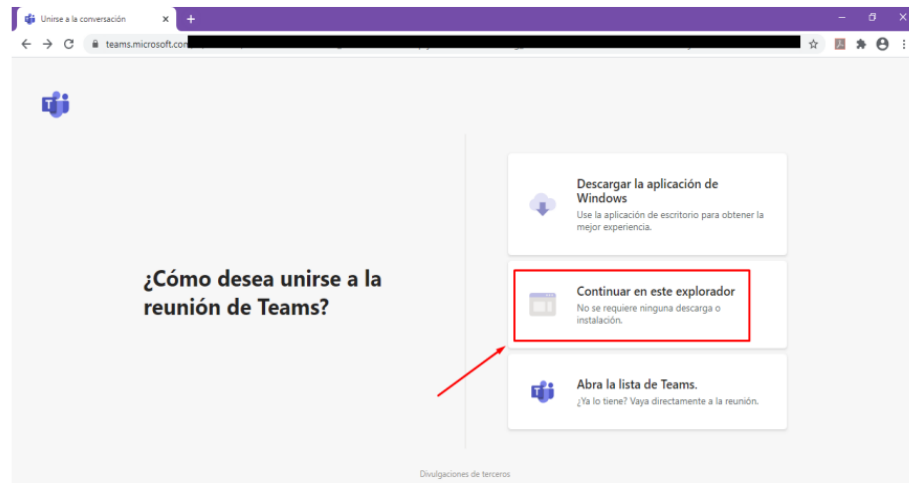 Unirse a la conversación
teams.microsoft.com
¿Cómo desea unirse a la
reunión de Teams?
Descargar la aplicación de
Windows
Use la aplicación de escritorio para obtener la
mejor experiencia.
Continuar en este explorador
No se requiere ninguna descarga o
instalación.
Abra la lista de Teams.
¿Ya lo tiene? Vaya directamente a la reunión.
Divulgaciones de terceros